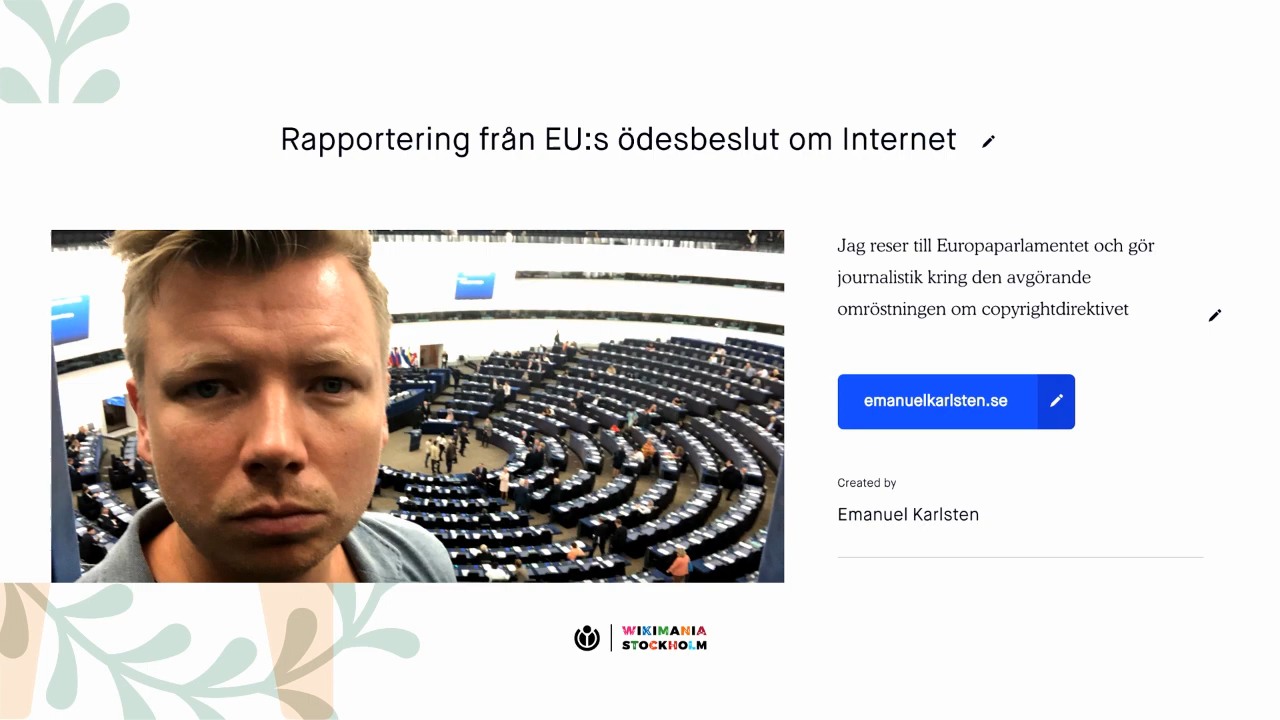 Rapportering från EU:s ödesbeslut om Internet
Jag reser till Europaparlamentet och gör
journalistik kring den avgörande
omröstningen om copyrightdirektivet
emanuelkarlsten.se
Created by
Emanuel Karlsten
WIKIMANIA
STOCKHOLM